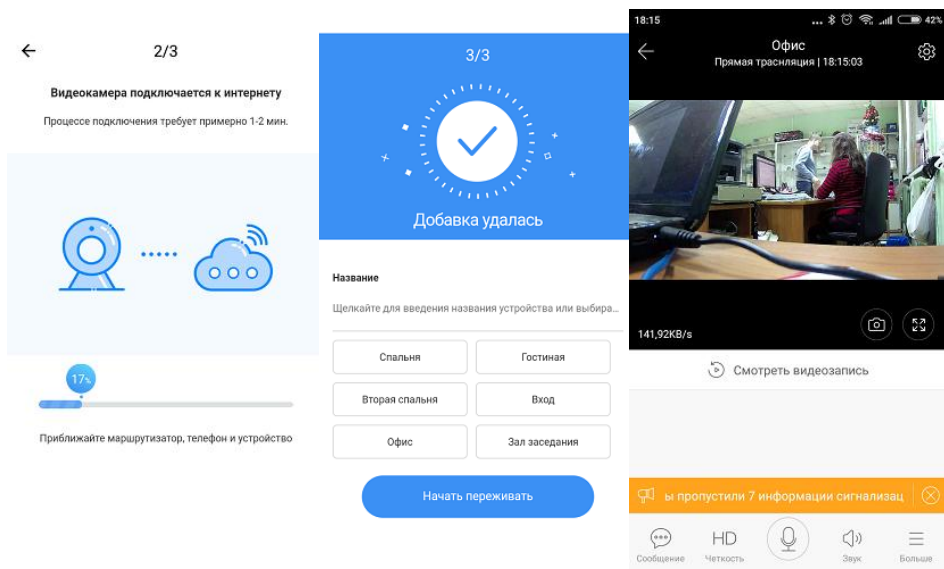 2/3
Видеокамера подключается к интернету
Процессе подключения требует примерно 1-2 мин.
17%
Приближайте маршрутизатор, телефон и устройство
3/3
Добавка удалась
Название
Щелкайте для введения названия устройства или выбира...
Спальня
Гостиная
Вторая спальня
Вход
Офис
Зал заседания
Начать переживать
18:15
... 42%
Офис
Прямая трасниляция | 18:15:03
141,92KB/s
Смотреть видеозапись
ы пропустили 7 информации сигнализац
HD
Сообщение
Четкость
Звук
Больше